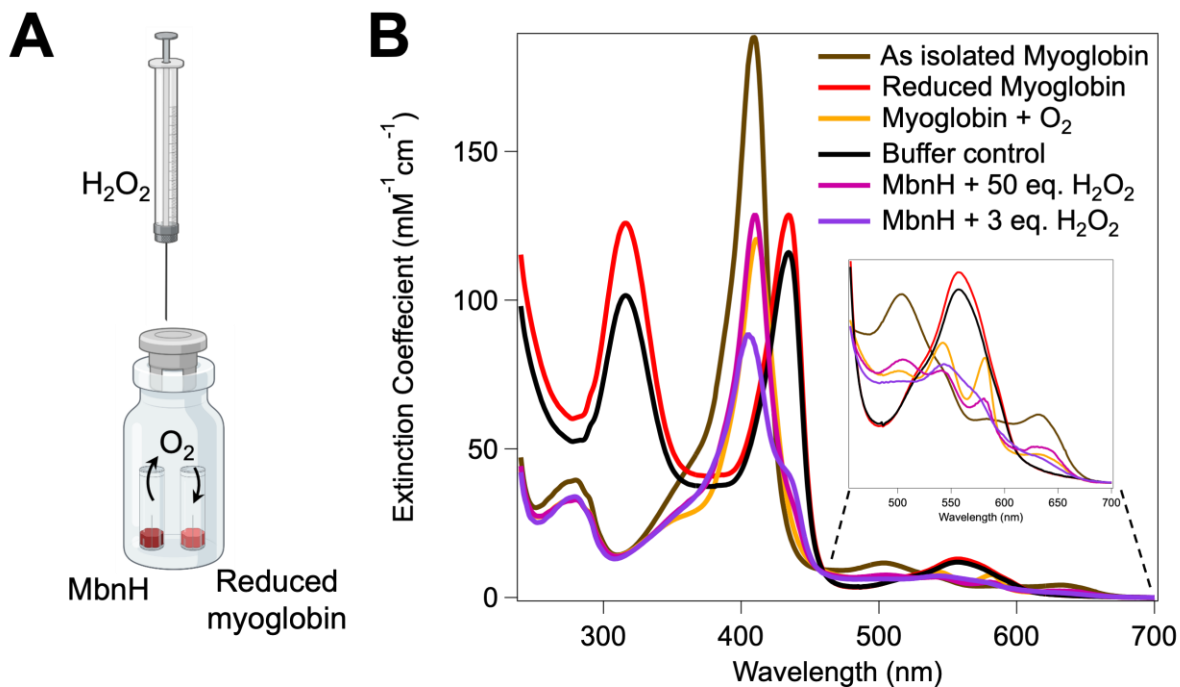 A
H₂O₂
O₂
MbnH
Reduced
myoglobin
B
Extinction Coeffecient (mM⁻¹cm⁻¹)
150
100
50
0
300
400
500
600
700
Wavelength (nm)
As isolated Myoglobin
Reduced Myoglobin
Myoglobin + O₂
Buffer control
MbnH + 50 eq. H₂O₂
MbnH + 3 eq. H₂O₂
500
550
600
650
700
Wavelength (nm)